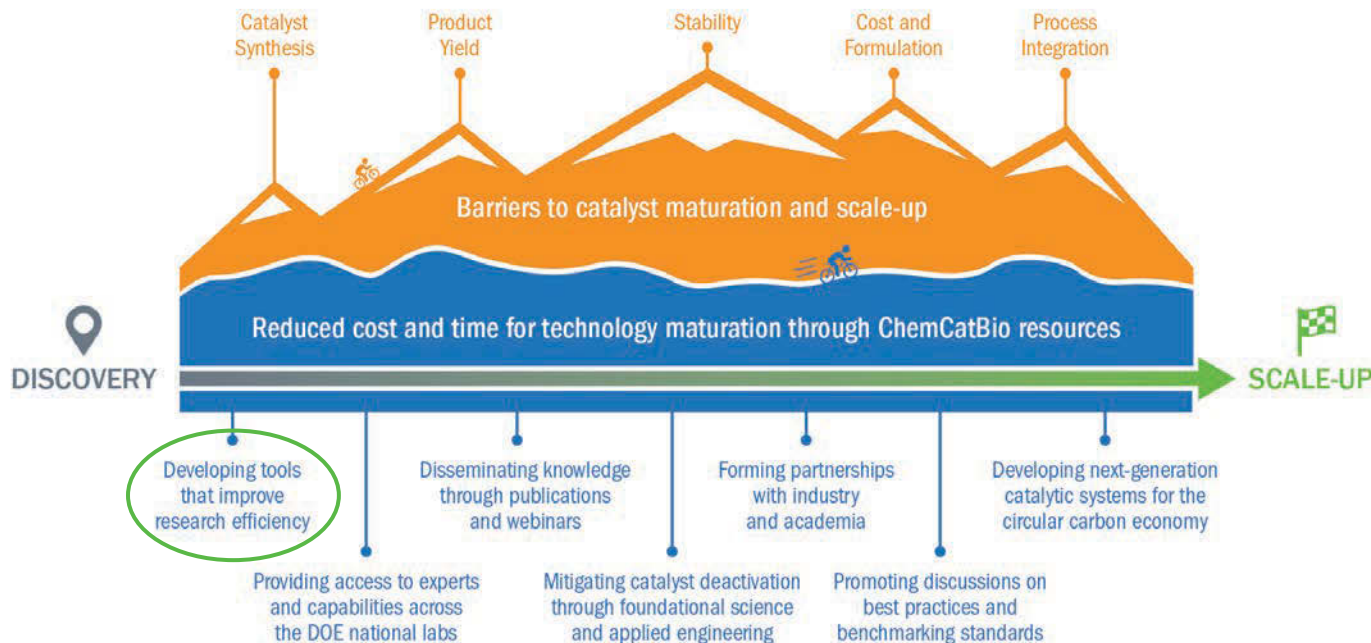 Catalyst
Synthesis
Product
Yield
Stability
Cost and
Formulation
Process
Integration
Barriers to catalyst maturation and scale-up
Reduced cost and time for technology maturation through ChemCatBio resources
DISCOVERY
SCALE-UP
Developing tools
that improve
research efficiency
Disseminating knowledge
through publications
and webinars
Forming partnerships
with industry
and academia
Developing next-generation
catalytic systems for the
circular carbon economy
Providing access to experts
and capabilities across
the DOE national labs
Mitigating catalyst deactivation
through foundational science
and applied engineering
Promoting discussions on
best practices and
benchmarking standards